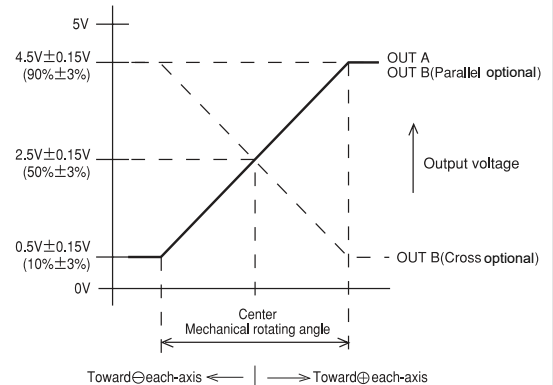 5V
4.5V±0.15V
(90%±3%)
OUT A
OUT B(Parallel optional)
2.5V±0.15V
(50%±3%)
Output voltage
0.5V±0.15V
(10%±3%)
OUT B(Cross optional)
0V
Center
Mechanical rotating angle
Toward⊖each-axis
Toward⊕each-axis